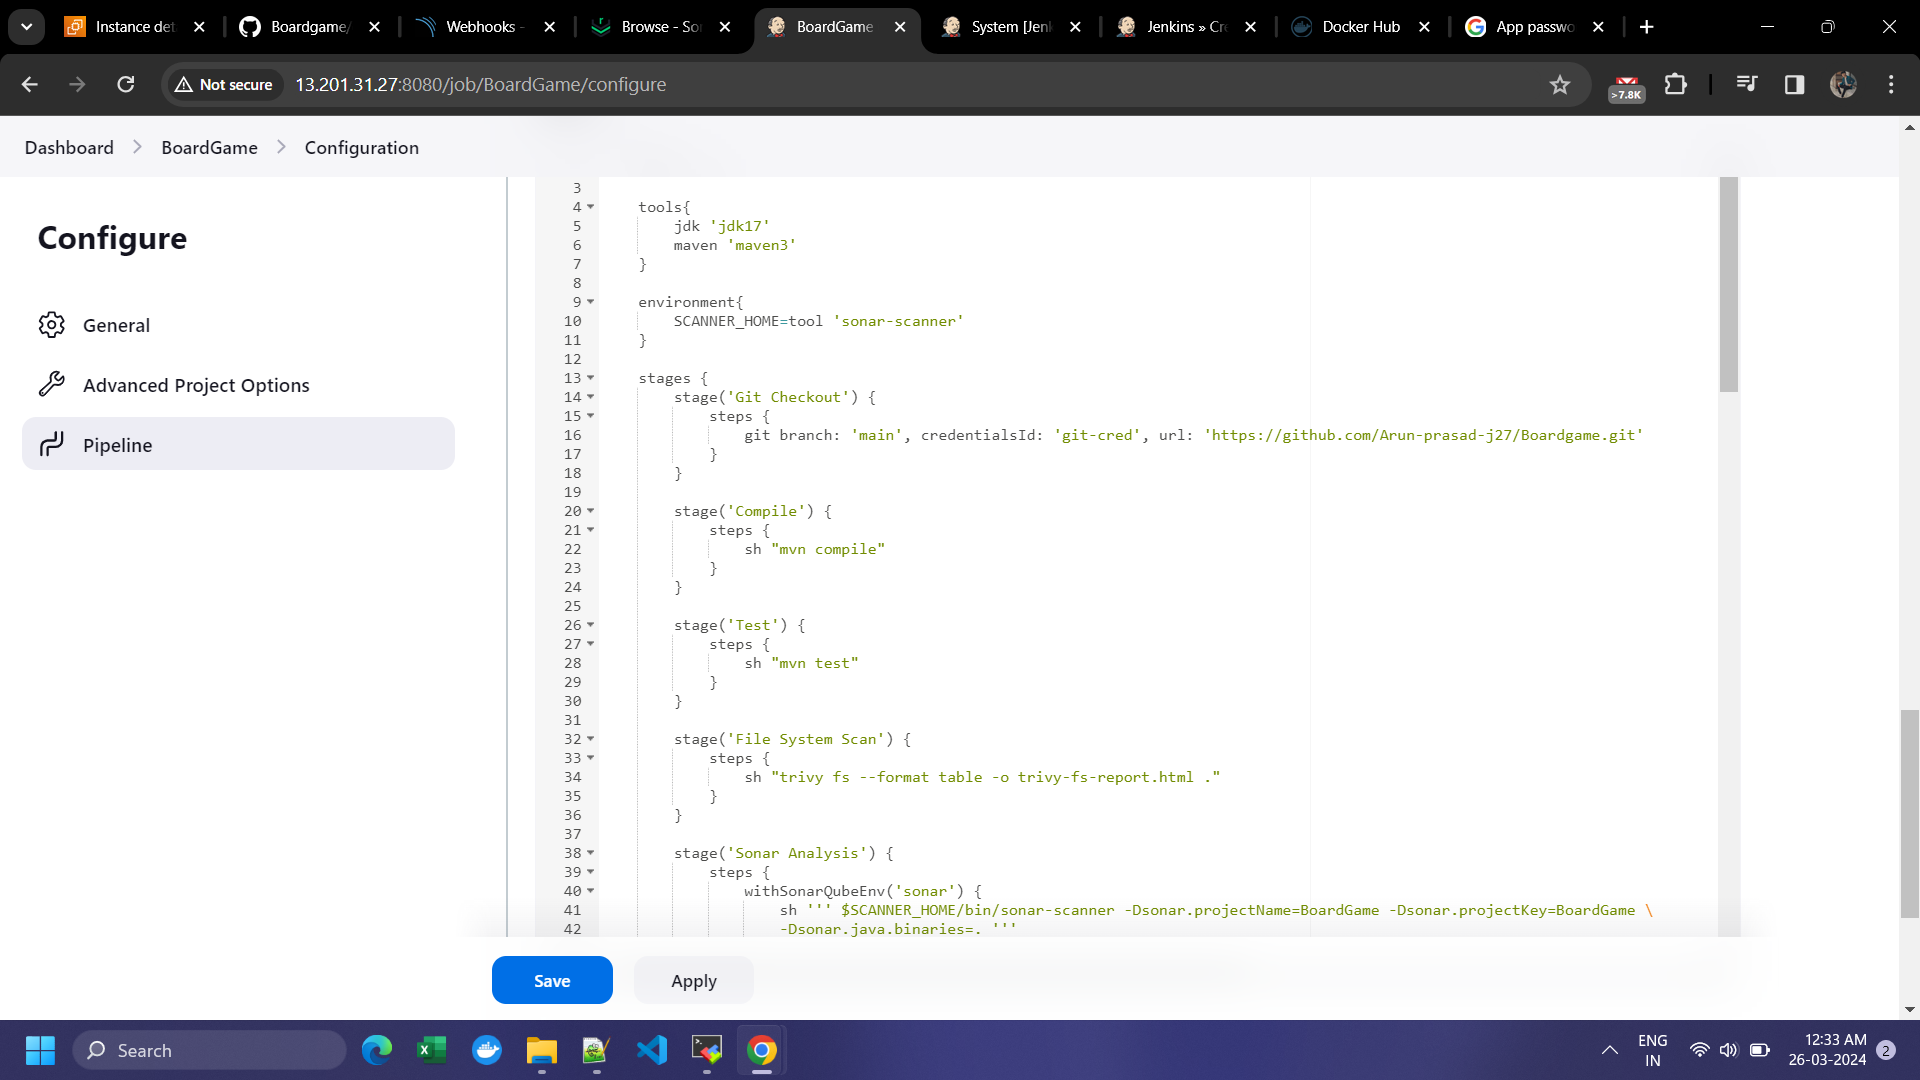 Instance det
Boardgame/
Webhooks -
Browse - So
BoardGame
System [Jenk
Jenkins » Cre
Docker Hub
App passwo
Not secure
13.201.31.27:8080/job/BoardGame/configure
>7.8K
Dashboard > BoardGame > Configuration
Configure
General
Advanced Project Options
Pipeline
3
4 tools{
5 jdk 'jdk17'
6 maven 'maven3'
7 }
8
9 environment{
10 SCANNER_HOME=tool 'sonar-scanner'
11 }
12
13 stages {
14 stage('Git Checkout') {
15 steps {
16 git branch: 'main', credentialsId: 'git-cred', url: 'https://github.com/Arun-prasad-j27/Boardgame.git'
17 }
18 }
19
20 stage('Compile') {
21 steps {
22 sh "mvn compile"
23 }
24 }
25
26 stage('Test') {
27 steps {
28 sh "mvn test"
29 }
30 }
31
32 stage('File System Scan') {
33 steps {
34 sh "trivy fs --format table -o trivy-fs-report.html ."
35 }
36 }
37
38 stage('Sonar Analysis') {
39 steps {
40 withSonarQubeEnv('sonar') {
41 sh ''' $SCANNER_HOME/bin/sonar-scanner -Dsonar.projectName=BoardGame -Dsonar.projectKey=BoardGame \
42 -Dsonar.java.binaries=. '''
Save
Apply
Search
ENG
IN
12:33 AM
26-03-2024
2